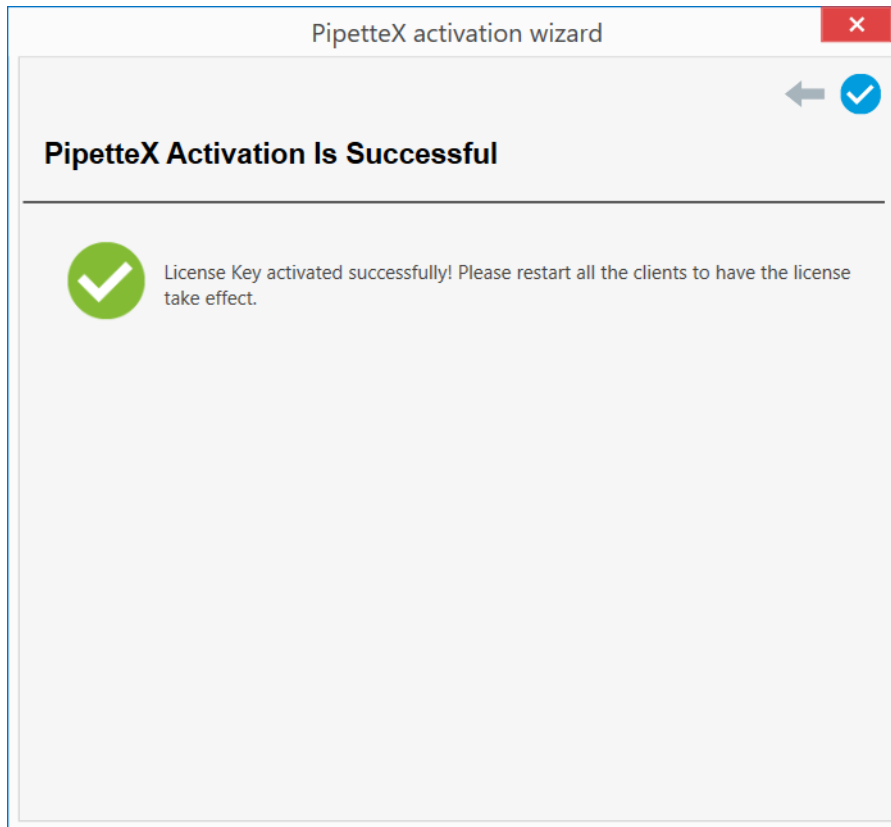 PipetteX activation wizard
PipetteX Activation Is Successful
License Key activated successfully! Please restart all the clients to have the license
take effect.